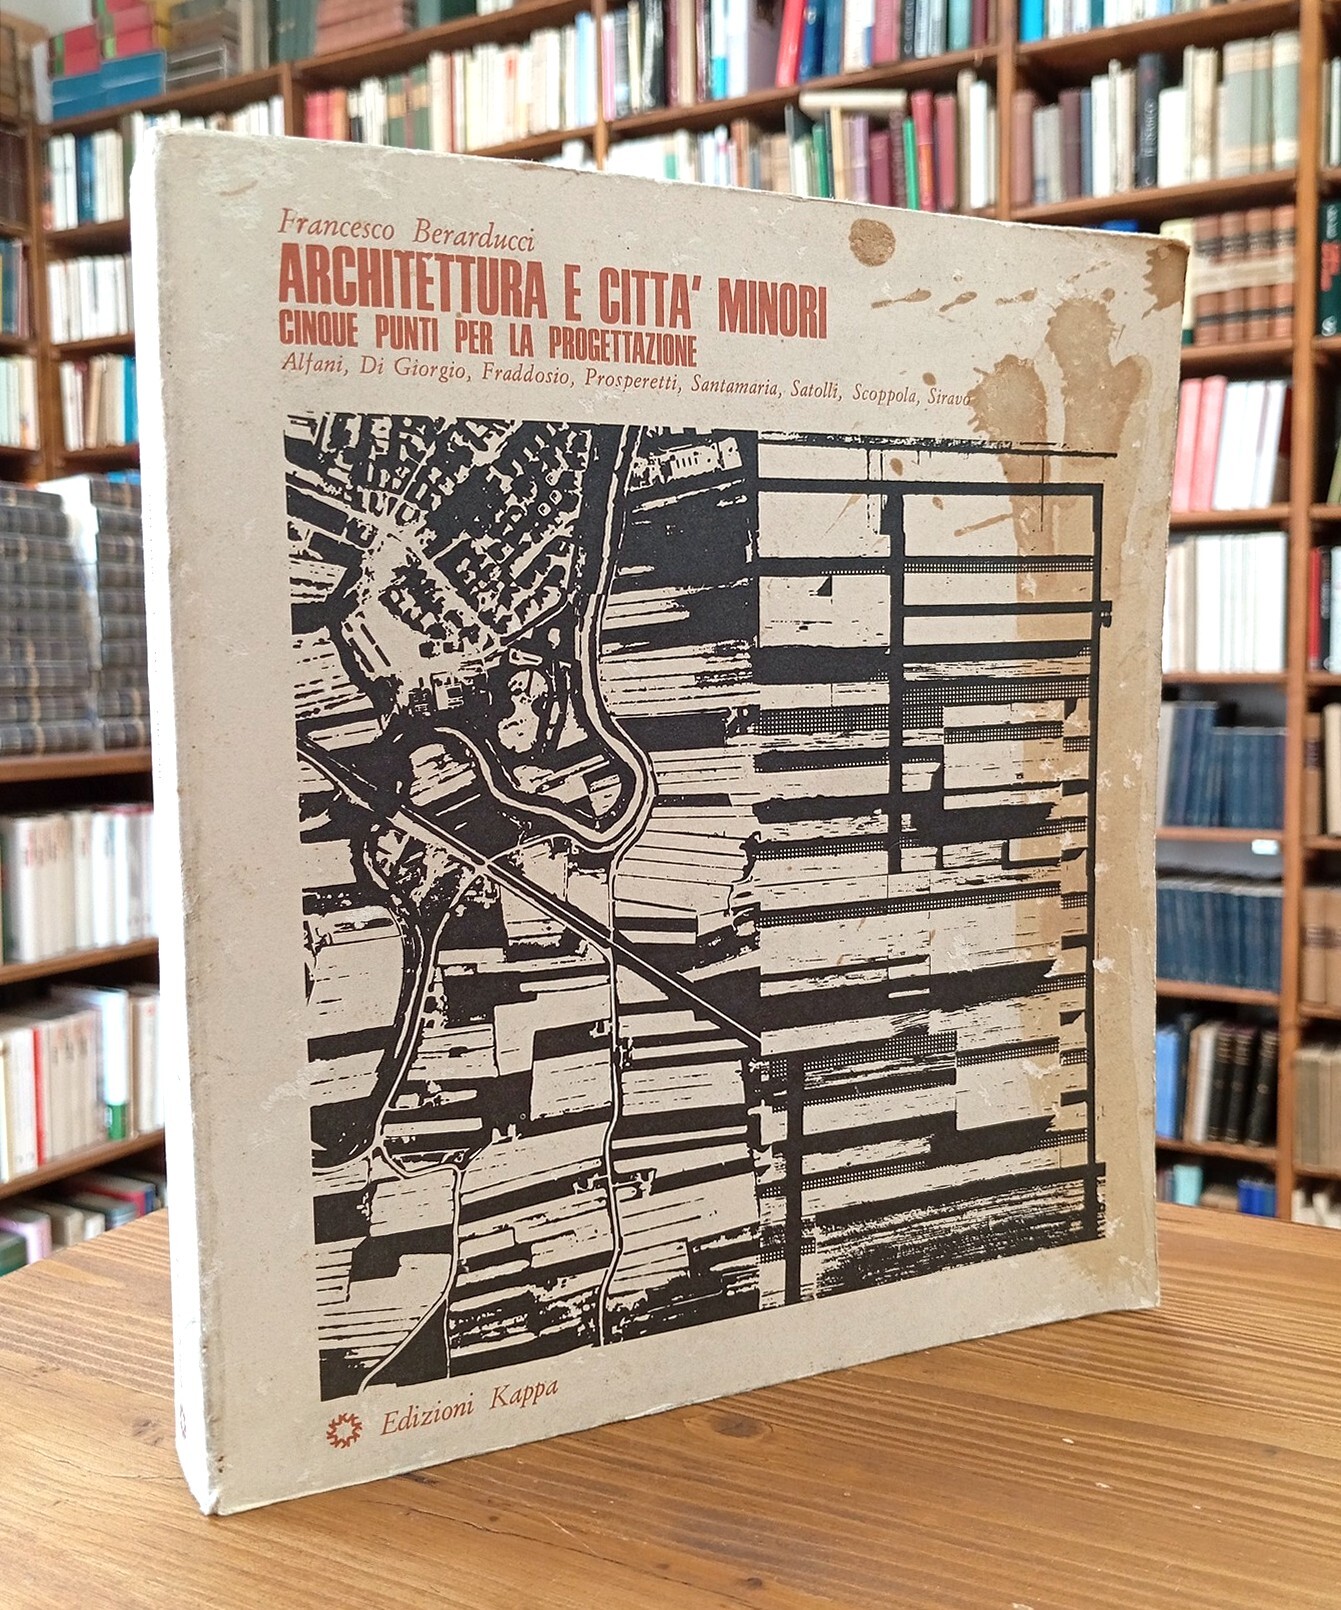 Francesco Berarducci
ARCHITETTURA E CITTA' MINORI
CINQUE PUNTI PER LA PROGETTAZIONE
Alfani, Di Giorgio, Fraddosio, Prosperetti, Santamaria, Satolli, Scoppola, Siravo
Edizioni Kappa